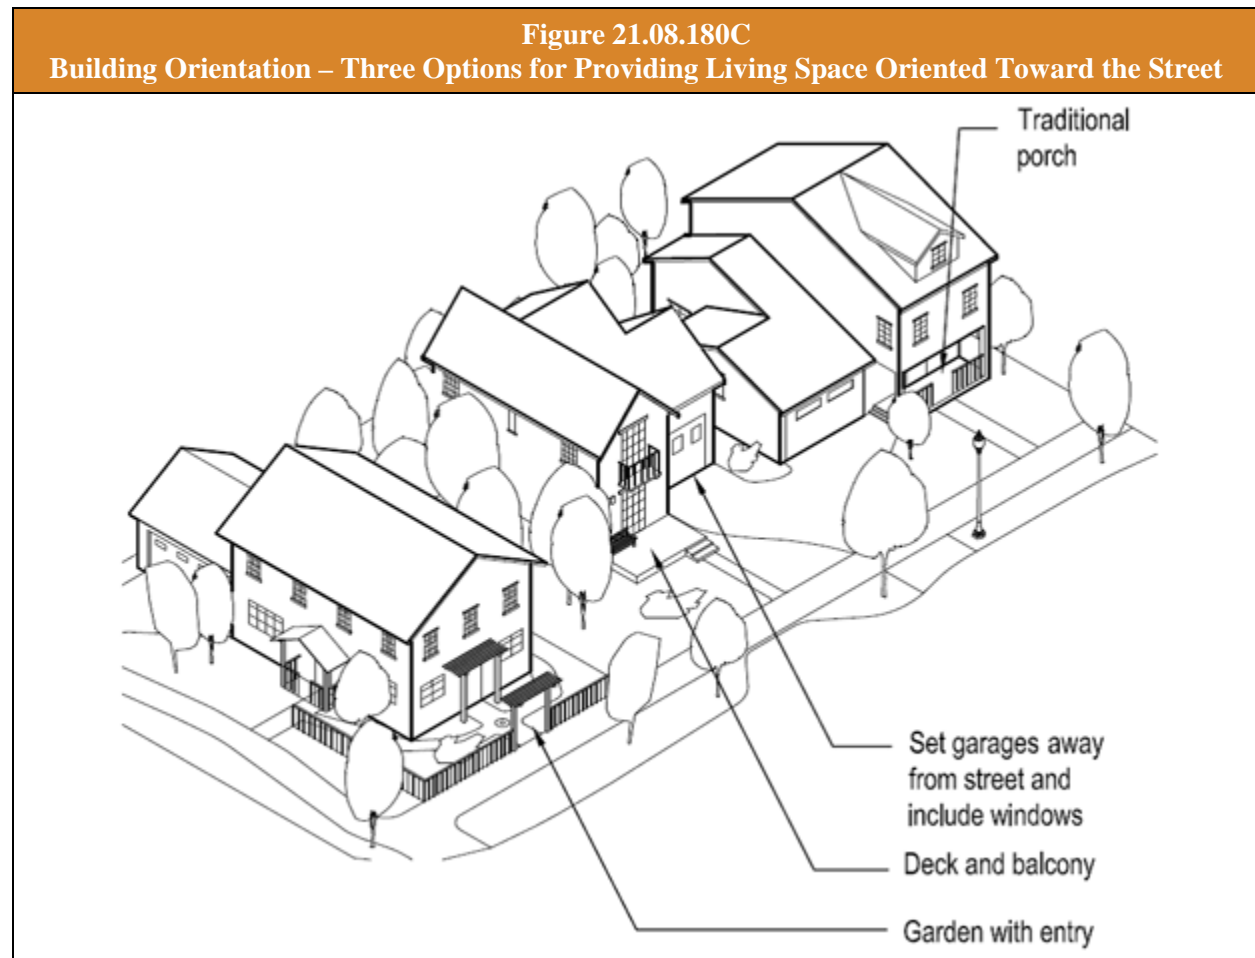 Figure 21.08.180C
Building Orientation – Three Options for Providing Living Space Oriented Toward the Street
Traditional
porch
Set garages away
from street and
include windows
Deck and balcony
Garden with entry